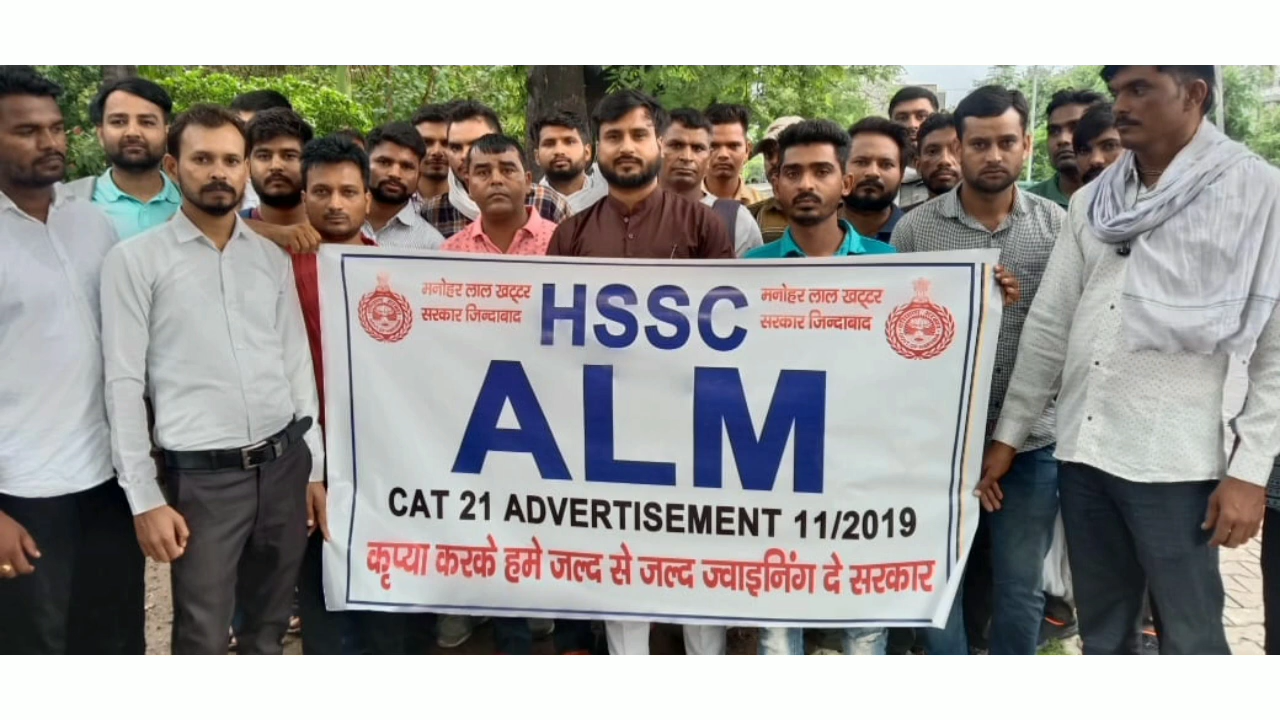 मनोहर लाल खट्टर
सरकार जिन्दाबाद
HSSC
मनोहर लाल खट्टर
सरकार जिन्दाबाद
ALM
CAT 21 ADVERTISEMENT 11/2019
कृप्या करके हमे जल्द से जल्द ज्वाइनिंग दे सरकार